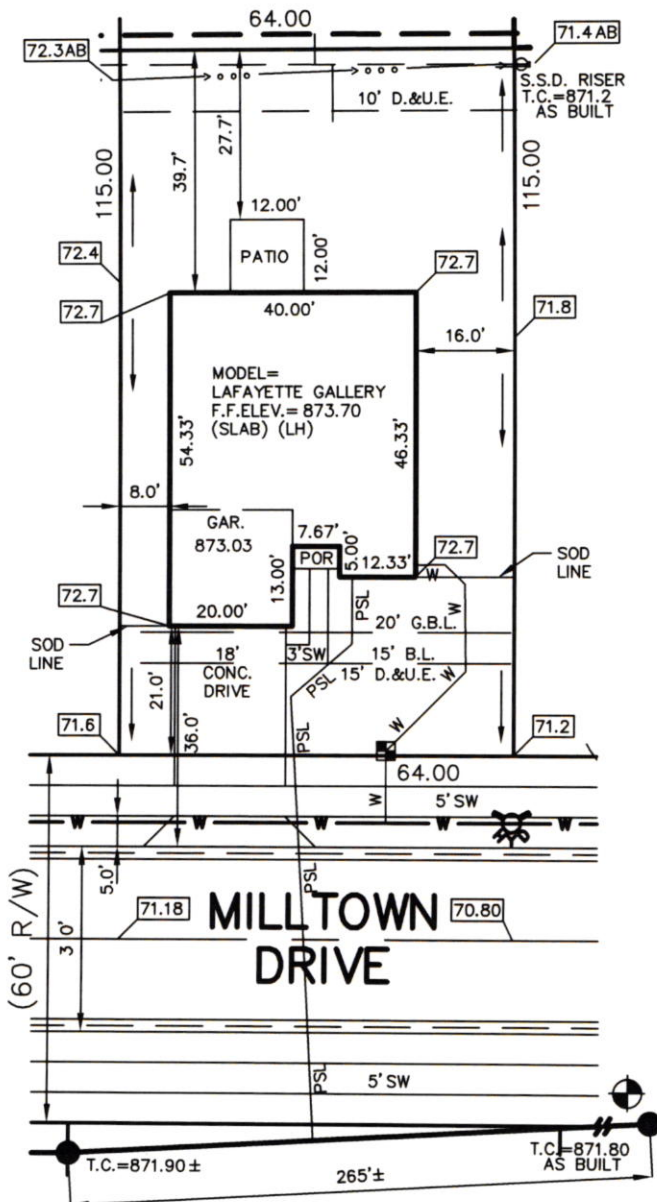 64.00
72.3AB
71.4AB
S.S.D. RISER
T.C.=871.2
AS BUILT
10' D.&U.E.
27.7'
39.7'
115.00
115.00
12.00'
PATIO
12.00'
72.4
72.7
72.7
40.00'
71.8
16.0'
MODEL=
LAFAYETTE GALLERY
F.F.ELEV.= 873.70
(SLAB) (LH)
54.33'
46.33'
8.0'
GAR.
873.03
7.67'
POR
5.00'
12.33'
13.00'
72.7
W
SOD
LINE
72.7
20.00'
PSL
W
20' G.B.L.
SOD
LINE
18'
CONC.
DRIVE
3'SW
15' B.L.
PSL
15' D.&U.E.
W
21.0'
36.0'
PSL
W
71.6
71.2
64.00
W
5' SW
W
W
W
W
W
5.0'
PSL
(60' R/W)
71.18
MILLTOWN
DRIVE
70.80
PSL
5' SW
T.C.=871.90±
T.C.=871.80
AS BUILT
265'±